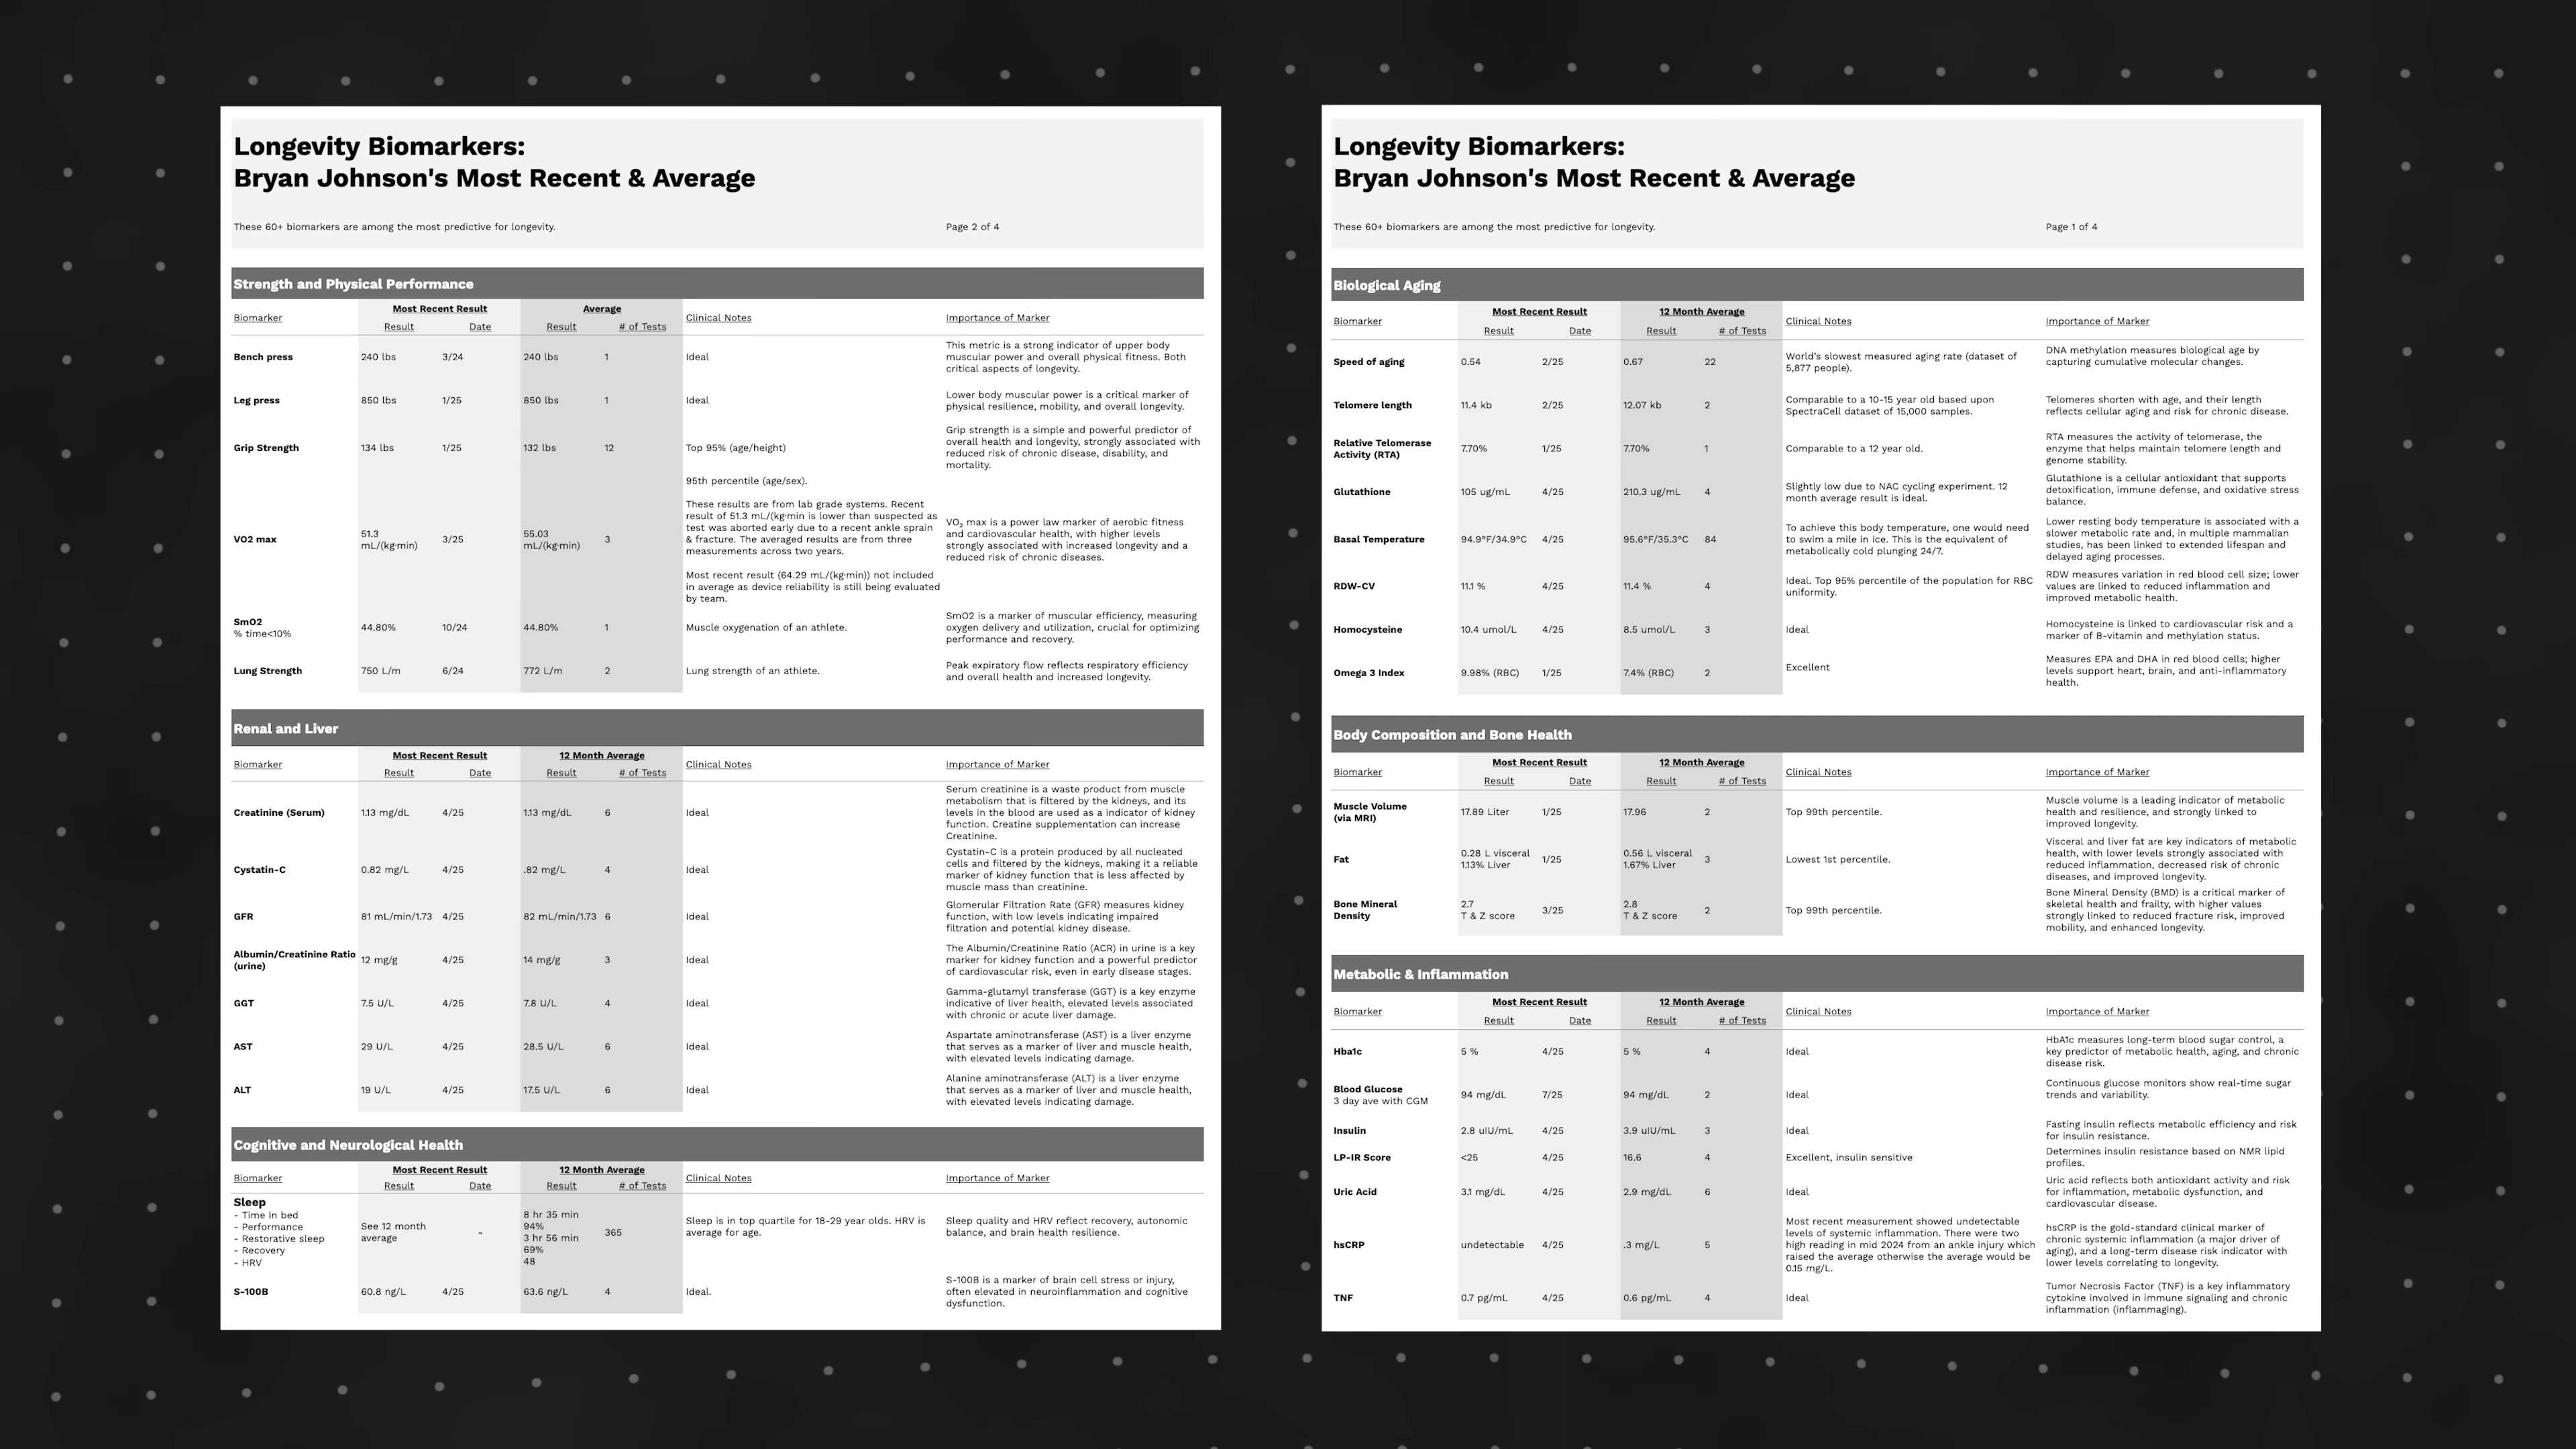 Longevity Biomarkers:
Bryan Johnson's Most Recent & Average
These 60+ biomarkers are among the most predictive for longevity.
Page 2 of 4
Strength and Physical Performance
Biomarker
Most Recent Result
Average
Clinical Notes
Importance of Marker
Result Date Result # of Tests
Bench press 240 lbs 3/24 240 lbs 1 Ideal
This metric is a strong indicator of upper body
muscular power and overall physical fitness. Both
critical aspects of longevity.
Leg press 850 lbs 1/25 850 lbs 1 Ideal
Lower body muscular power is a critical marker of
physical resilience, mobility, and overall longevity.
Grip Strength 134 lbs 1/25 132 lbs 12 Top 95% (age/height)
Grip strength is a simple and powerful predictor of
overall health and longevity, strongly associated with
reduced risk of chronic disease, disability, and
mortality.
VO2 max
51.3
mL/(kg·min)
3/25
55.03
mL/(kg·min)
3
95th percentile (age/sex).
These results are from lab grade systems. Recent
result of 51.3 mL/(kg·min is lower than suspected as
test was aborted early due to a recent ankle sprain
& fracture. The averaged results are from three
measurements across two years.
Most recent result (64.29 mL/(kg·min)) not included
in average as device reliability is still being evaluated
by team.
VO₂ max is a power law marker of aerobic fitness
and cardiovascular health, with higher levels
strongly associated with increased longevity and a
reduced risk of chronic diseases.
SmO2
% time<10%
44.80% 10/24 44.80% 1 Muscle oxygenation of an athlete.
SmO2 is a marker of muscular efficiency, measuring
oxygen delivery and utilization, crucial for optimizing
performance and recovery.
Lung Strength 750 L/m 6/24 772 L/m 2 Lung strength of an athlete.
Peak expiratory flow reflects respiratory efficiency
and overall health and increased longevity.
Renal and Liver
Biomarker
Most Recent Result
12 Month Average
Clinical Notes
Importance of Marker
Result Date Result # of Tests
Creatinine (Serum) 1.13 mg/dL 4/25 1.13 mg/dL 6 Ideal
Serum creatinine is a waste product from muscle
metabolism that is filtered by the kidneys, and its
levels in the blood are used as a indicator of kidney
function. Creatine supplementation can increase
Creatinine.
Cystatin-C 0.82 mg/L 4/25 .82 mg/L 4 Ideal
Cystatin-C is a protein produced by all nucleated
cells and filtered by the kidneys, making it a reliable
marker of kidney function that is less affected by
muscle mass than creatinine.
GFR 81 mL/min/1.73 4/25 82 mL/min/1.73 6 Ideal
Glomerular Filtration Rate (GFR) measures kidney
function, with low levels indicating impaired
filtration and potential kidney disease.
Albumin/Creatinine Ratio
(urine)
12 mg/g 4/25 14 mg/g 3 Ideal
The Albumin/Creatinine Ratio (ACR) in urine is a key
marker for kidney function and a powerful predictor
of cardiovascular risk, even in early disease stages.
GGT 7.5 U/L 4/25 7.8 U/L 4 Ideal
Gamma-glutamyl transferase (GGT) is a key enzyme
indicative of liver health, elevated levels associated
with chronic or acute liver damage.
AST 29 U/L 4/25 28.5 U/L 6 Ideal
Aspartate aminotransferase (AST) is a liver enzyme
that serves as a marker of liver and muscle health,
with elevated levels indicating damage.
ALT 19 U/L 4/25 17.5 U/L 6 Ideal
Alanine aminotransferase (ALT) is a liver enzyme
that serves as a marker of liver and muscle health,
with elevated levels indicating damage.
Cognitive and Neurological Health
Biomarker
Most Recent Result
12 Month Average
Clinical Notes
Importance of Marker
Result Date Result # of Tests
Sleep
- Time in bed
- Performance
- Restorative sleep
- Recovery
- HRV
See 12 month
average
-
8 hr 35 min
94%
3 hr 56 min
69%
48
365
Sleep is in top quartile for 18-29 year olds. HRV is
average for age.
Sleep quality and HRV reflect recovery, autonomic
balance, and brain health resilience.
S-100B 60.8 ng/L 4/25 63.6 ng/L 4 Ideal.
S-100B is a marker of brain cell stress or injury,
often elevated in neuroinflammation and cognitive
dysfunction.
Longevity Biomarkers:
Bryan Johnson's Most Recent & Average
These 60+ biomarkers are among the most predictive for longevity.
Page 1 of 4
Biological Aging
Biomarker
Most Recent Result
12 Month Average
Clinical Notes
Importance of Marker
Result Date Result # of Tests
Speed of aging 0.54 2/25 0.67 22
World's slowest measured aging rate (dataset of
5,877 people).
DNA methylation measures biological age by
capturing cumulative molecular changes.
Telomere length 11.4 kb 2/25 12.07 kb 2
Comparable to a 10-15 year old based upon
SpectraCell dataset of 15,000 samples.
Telomeres shorten with age, and their length
reflects cellular aging and risk for chronic disease.
Relative Telomerase
Activity (RTA)
7.70% 1/25 7.70% 1 Comparable to a 12 year old.
RTA measures the activity of telomerase, the
enzyme that helps maintain telomere length and
genome stability.
Glutathione 105 ug/mL 4/25 210.3 ug/mL 4
Slightly low due to NAC cycling experiment. 12
month average result is ideal.
Glutathione is a cellular antioxidant that supports
detoxification, immune defense, and oxidative stress
balance.
Basal Temperature 94.9°F/34.9°C 4/25 95.6°F/35.3°C 84
To achieve this body temperature, one would need
to swim a mile in ice. This is the equivalent of
metabolically cold plunging 24/7.
Lower resting body temperature is associated with a
slower metabolic rate and, in multiple mammalian
studies, has been linked to extended lifespan and
delayed aging processes.
RDW-CV 11.1 % 4/25 11.4 % 4
Ideal. Top 95% percentile of the population for RBC
uniformity.
RDW measures variation in red blood cell size; lower
values are linked to reduced inflammation and
improved metabolic health.
Homocysteine 10.4 umol/L 4/25 8.5 umol/L 3 Ideal
Homocysteine is linked to cardiovascular risk and a
marker of B-vitamin and methylation status.
Omega 3 Index 9.98% (RBC) 1/25 7.4% (RBC) 2 Excellent
Measures EPA and DHA in red blood cells; higher
levels support heart, brain, and anti-inflammatory
health.
Body Composition and Bone Health
Biomarker
Most Recent Result
12 Month Average
Clinical Notes
Importance of Marker
Result Date Result # of Tests
Muscle Volume
(via MRI)
17.89 Liter 1/25 17.96 2 Top 99th percentile.
Muscle volume is a leading indicator of metabolic
health and resilience, and strongly linked to
improved longevity.
Fat
0.28 L visceral
1.13% Liver
1/25
0.56 L visceral
1.67% Liver
3
Lowest 1st percentile.
Visceral and liver fat are key indicators of metabolic
health, with lower levels strongly associated with
reduced inflammation, decreased risk of chronic
diseases, and improved longevity.
Bone Mineral
Density
2.7
T & Z score
3/25
2.8
T & Z score
2
Top 99th percentile.
Bone Mineral Density (BMD) is a critical marker of
skeletal health and frailty, with higher values
strongly linked to reduced fracture risk, improved
mobility, and enhanced longevity.
Metabolic & Inflammation
Biomarker
Most Recent Result
12 Month Average
Clinical Notes
Importance of Marker
Result Date Result # of Tests
Hba1c 5 % 4/25 5 % 4 Ideal
HbA1c measures long-term blood sugar control, a
key predictor of metabolic health, aging, and chronic
disease risk.
Blood Glucose
3 day ave with CGM
94 mg/dL 7/25 94 mg/dL 2 Ideal
Continuous glucose monitors show real-time sugar
trends and variability.
Insulin 2.8 uIU/mL 4/25 3.9 uIU/mL 3 Ideal
Fasting insulin reflects metabolic efficiency and risk
for insulin resistance.
LP-IR Score <25 4/25 16.6 4 Excellent, insulin sensitive
Determines insulin resistance based on NMR lipid
profiles.
Uric Acid 3.1 mg/dL 4/25 2.9 mg/dL 6 Ideal
Uric acid reflects both antioxidant activity and risk
for inflammation, metabolic dysfunction, and
cardiovascular disease.
hsCRP undetectable 4/25 .3 mg/L 5
Most recent measurement showed undetectable
levels of systemic inflammation. There were two
high reading in mid 2024 from an ankle injury which
raised the average otherwise the average would be
0.15 mg/L.
hsCRP is the gold-standard clinical marker of
chronic systemic inflammation (a major driver of
aging), and a long-term disease risk indicator with
lower levels correlating to longevity.
TNF 0.7 pg/mL 4/25 0.6 pg/mL 4 Ideal
Tumor Necrosis Factor (TNF) is a key inflammatory
cytokine involved in immune signaling and chronic
inflammation (inflammaging).